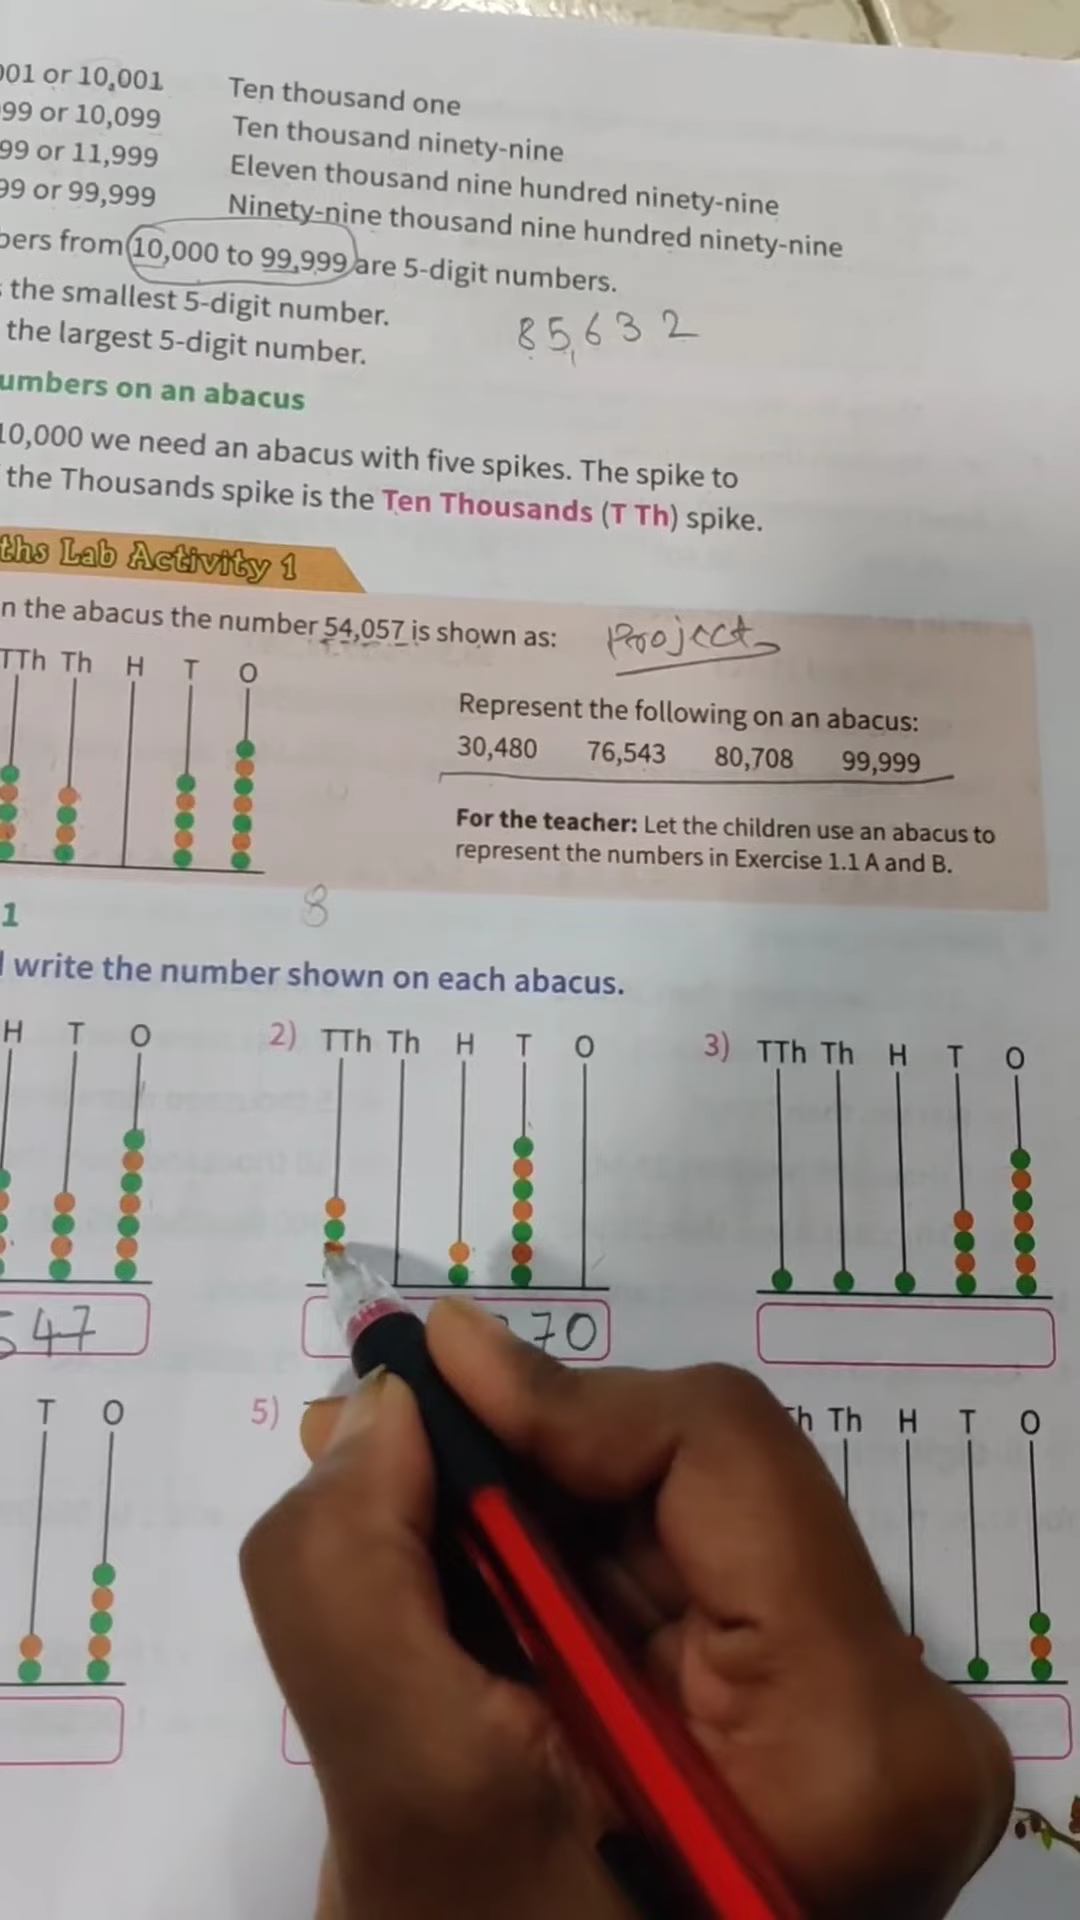 001 or 10,001 Ten thousand one
99 or 10,099 Ten thousand ninety-nine
99 or 11,999 Eleven thousand nine hundred ninety-nine
99 or 99,999 Ninety-nine thousand nine hundred ninety-nine
bers from 10,000 to 99,999 are 5-digit numbers.
the smallest 5-digit number.
85,632
the largest 5-digit number.
umbers on an abacus
10,000 we need an abacus with five spikes. The spike to
the Thousands spike is the Ten Thousands (T Th) spike.
ths Lab Activity 1
n the abacus the number 54,057 is shown as: Project
TTh Th H T O
Represent the following on an abacus:
30,480 76,543 80,708 99,999
For the teacher: Let the children use an abacus to
represent the numbers in Exercise 1.1 A and B.
8
1
write the number shown on each abacus.
H T O
2) TTh Th H T O
3) TTh Th H T O
547
70
T O
5)
h Th H T O